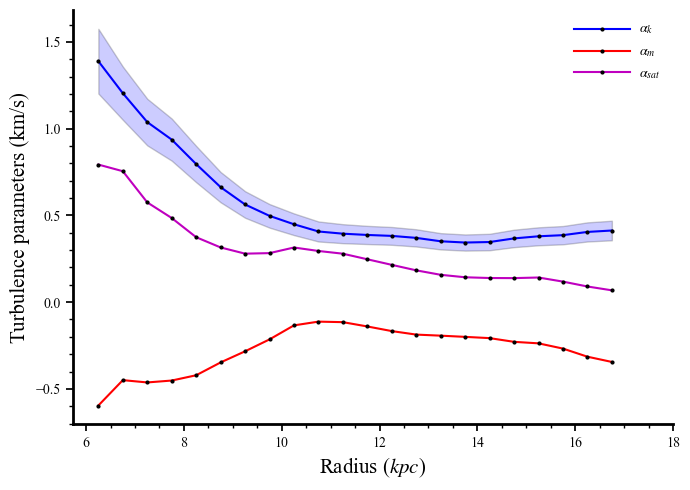 Turbulence parameters (km/s)
1.5
1.0
0.5
0.0
−0.5
αk
αm
αsat
6 8 10 12 14 16 18
Radius (kpc)